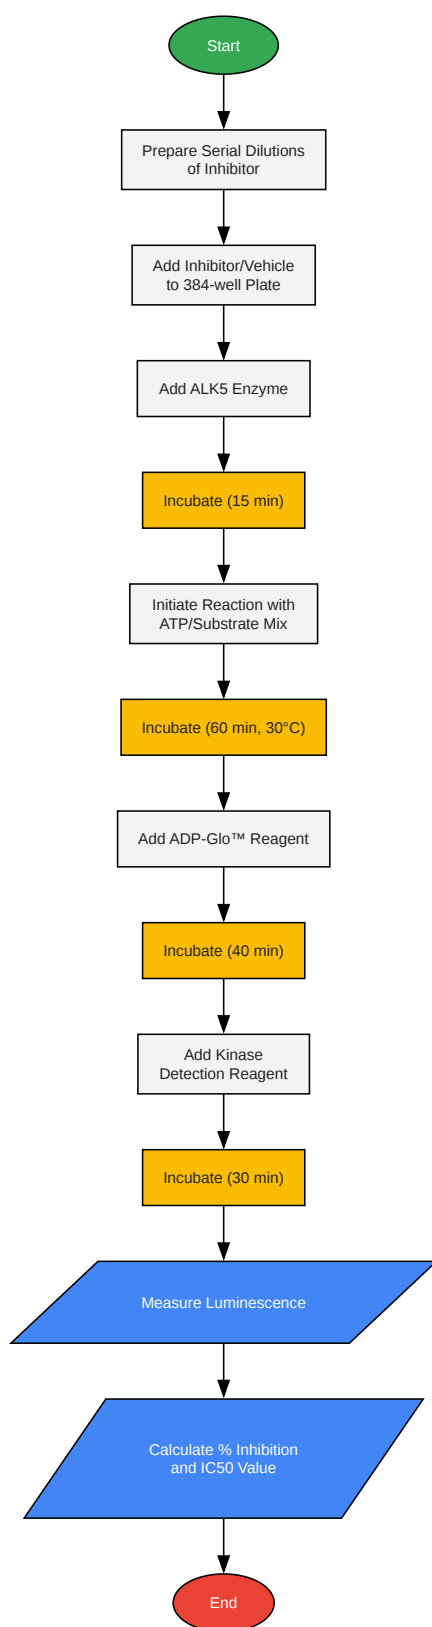 Start
Prepare Serial Dilutions
of Inhibitor
Add Inhibitor/Vehicle
to 384-well Plate
Add ALK5 Enzyme
Incubate (15 min)
Initiate Reaction with
ATP/Substrate Mix
Incubate (60 min, 30°C)
Add ADP-Glo™ Reagent
Incubate (40 min)
Add Kinase
Detection Reagent
Incubate (30 min)
Measure Luminescence
Calculate % Inhibition
and IC50 Value
End